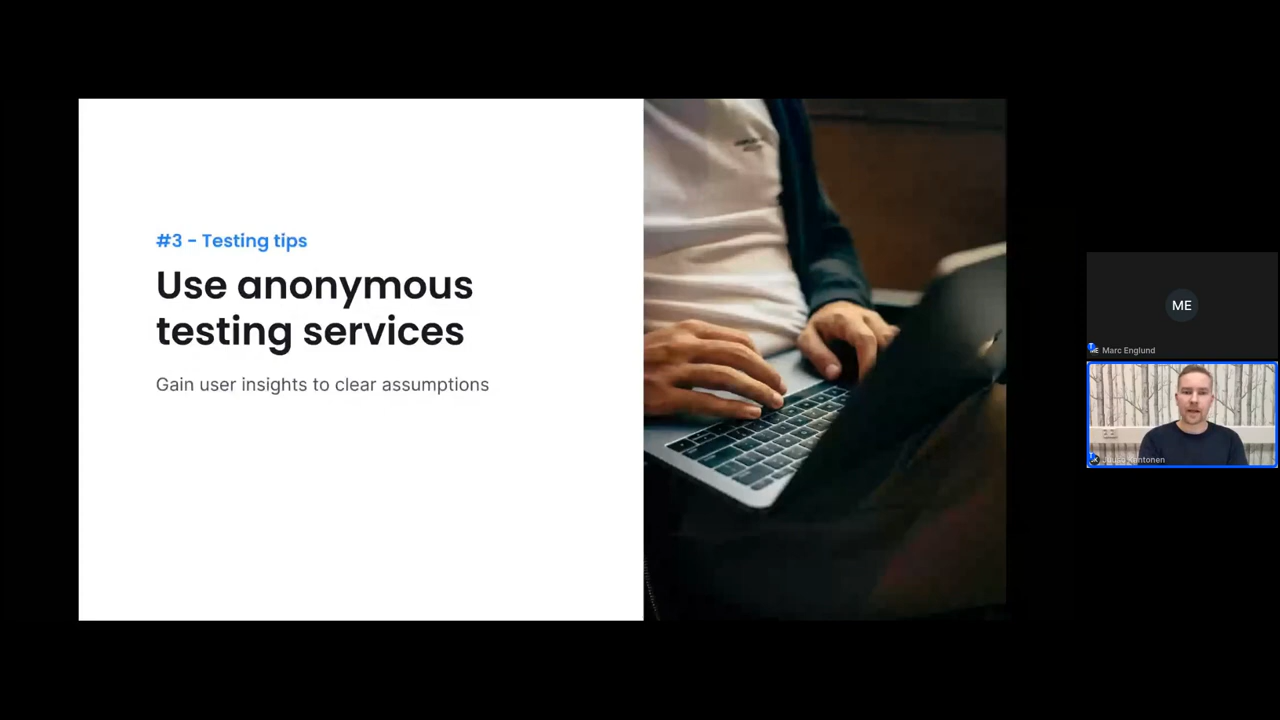 #3 - Testing tips
Use anonymous
testing services
Gain user insights to clear assumptions
ME
Marc Englund